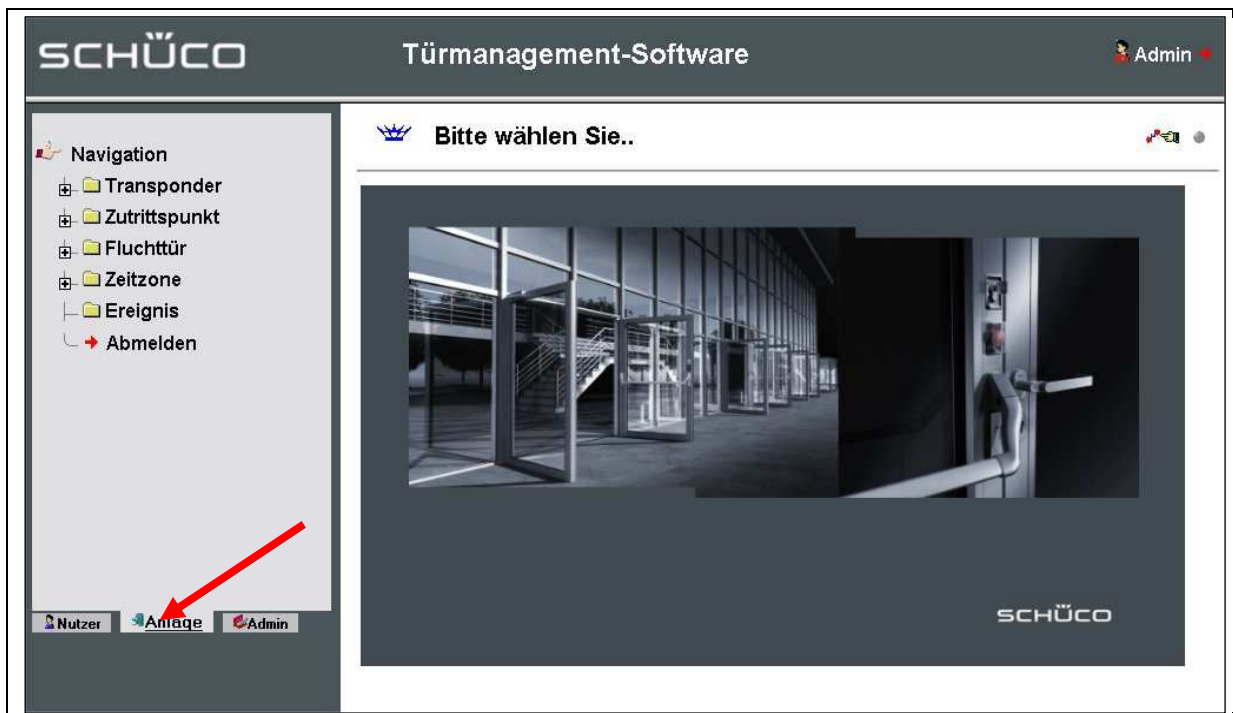 SCHÜCO
Türmanagement-Software
Admin
Navigation
Transponder
Zutrittspunkt
Fluchttür
Zeitzone
Ereignis
Abmelden
Nutzer
Anlage
Admin
Bitte wählen Sie..
SCHÜCO